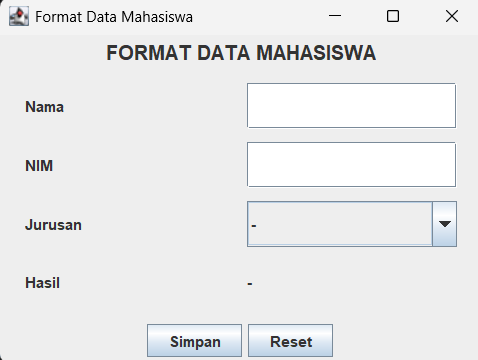 Format Data Mahasiswa
FORMAT DATA MAHASISWA
Nama
NIM
Jurusan -
Hasil -
Simpan Reset